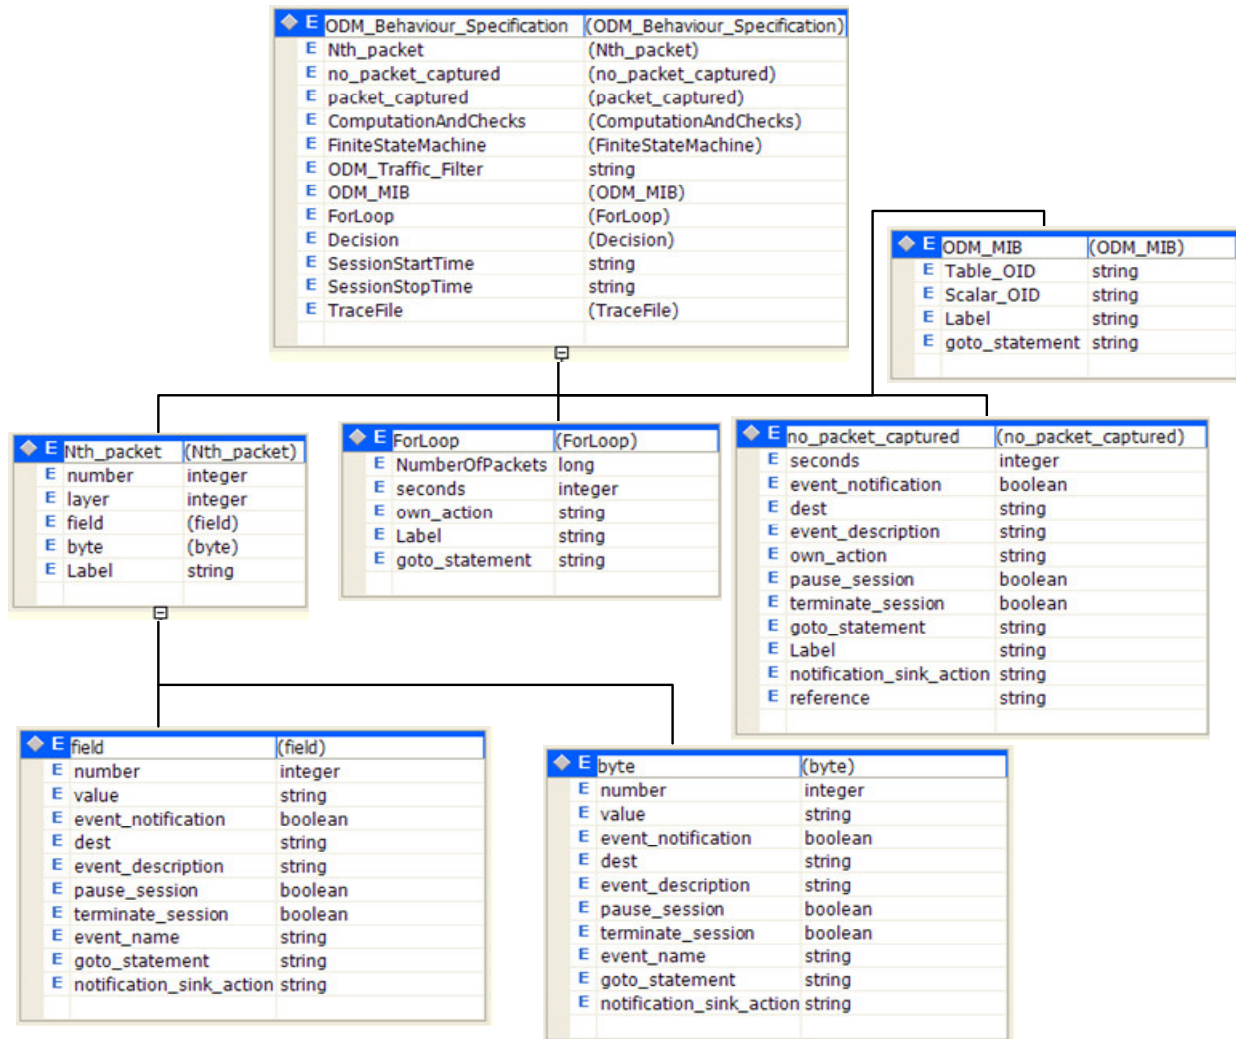 E ODM_Behaviour_Specification (ODM_Behaviour_Specification)
E Nth_packet (Nth_packet)
E no_packet_captured (no_packet_captured)
E packet_captured (packet_captured)
E ComputationAndChecks (ComputationAndChecks)
E FiniteStateMachine (FiniteStateMachine)
E ODM_Traffic_Filter string
E ODM_MIB (ODM_MIB)
E ForLoop (ForLoop)
E Decision (Decision)
E SessionStartTime string
E SessionStopTime string
E TraceFile (TraceFile)
E ODM_MIB (ODM_MIB)
E Table_OID string
E Scalar_OID string
E Label string
E goto_statement string
E Nth_packet (Nth_packet)
E number integer
E layer integer
E field (field)
E byte (byte)
E Label string
E ForLoop (ForLoop)
E NumberOfPackets long
E seconds integer
E own_action string
E Label string
E goto_statement string
E no_packet_captured (no_packet_captured)
E seconds integer
E event_notification boolean
E dest string
E event_description string
E own_action string
E pause_session boolean
E terminate_session boolean
E goto_statement string
E Label string
E notification_sink_action string
E reference string
E field (field)
E number integer
E value string
E event_notification boolean
E dest string
E event_description string
E pause_session boolean
E terminate_session boolean
E event_name string
E goto_statement string
E notification_sink_action string
E byte (byte)
E number integer
E value string
E event_notification boolean
E dest string
E event_description string
E pause_session boolean
E terminate_session boolean
E event_name string
E goto_statement string
E notification_sink_action string